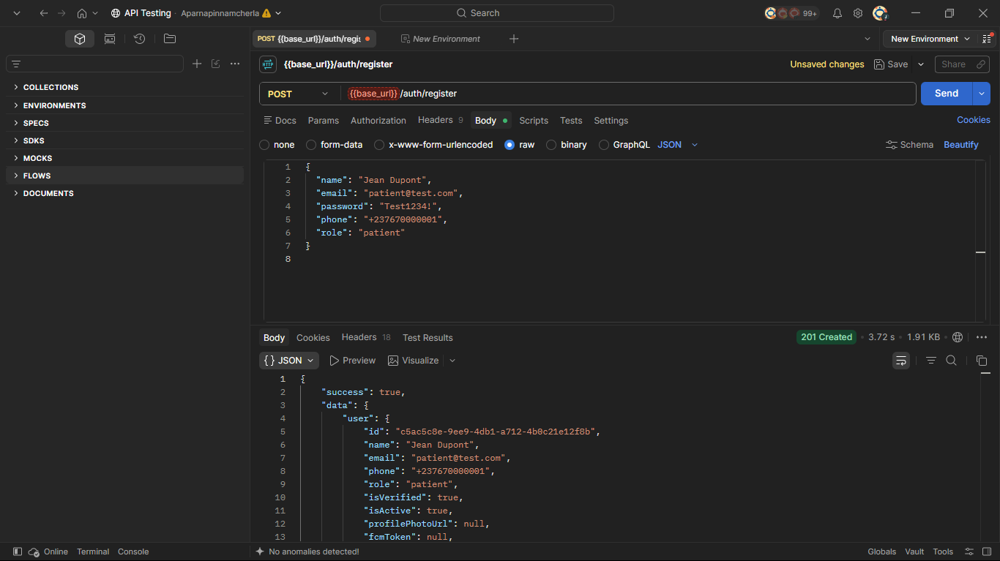 API Testing · Aparnapinnamcherla
Search
99+
POST {{base_url}}/auth/regis
New Environment
New Environment
HTTP {{base_url}}/auth/register
Unsaved changes
Save
Share
COLLECTIONS
ENVIRONMENTS
SPECS
SDKS
MOCKS
FLOWS
DOCUMENTS
POST {{base_url}}/auth/register
Send
Docs Params Authorization Headers 9 Body Scripts Tests Settings
Cookies
none form-data x-www-form-urlencoded raw binary GraphQL JSON
Schema Beautify
1 {
2 "name": "Jean Dupont",
3 "email": "patient@test.com",
4 "password": "Test1234!",
5 "phone": "+237670000001",
6 "role": "patient"
7 }
8
Body Cookies Headers 18 Test Results
201 Created · 3.72 s · 1.91 KB
{} JSON Preview Visualize
1 {
2 "success": true,
3 "data": {
4 "user": {
5 "id": "c5ac5c8e-9ee9-4db1-a712-4b0c21e12f8b",
6 "name": "Jean Dupont",
7 "email": "patient@test.com",
8 "phone": "+237670000001",
9 "role": "patient",
10 "isVerified": true,
11 "isActive": true,
12 "profilePhotoUrl": null,
13 "fcmToken": null,
Online Terminal Console
No anomalies detected!
Globals Vault Tools